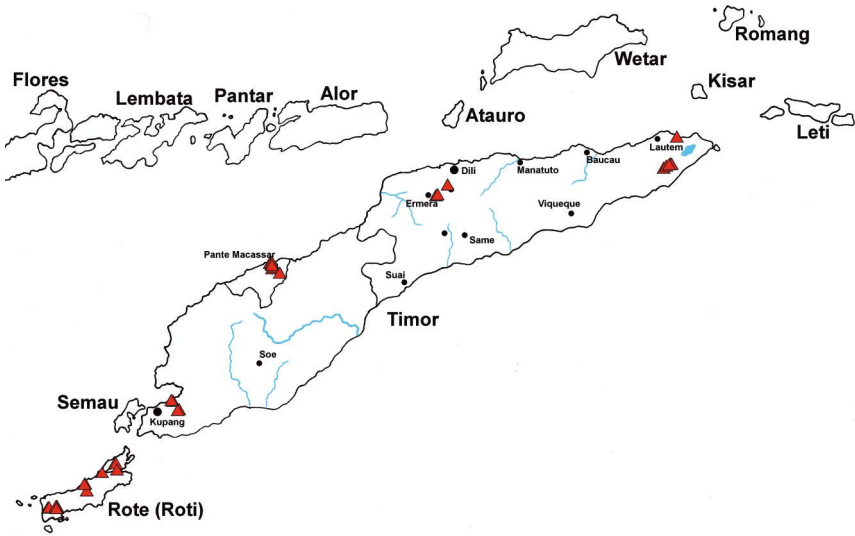 Romang
Wetar
Flores
Kisar
Lembata
Pantar
Alor
Atauro
Leti
Lautem
Baucau
Dili
Manatuto
Ermera
Viqueque
Same
Pante Macassar
Suai
Timor
Soe
Semau
Kupang
Rote (Roti)